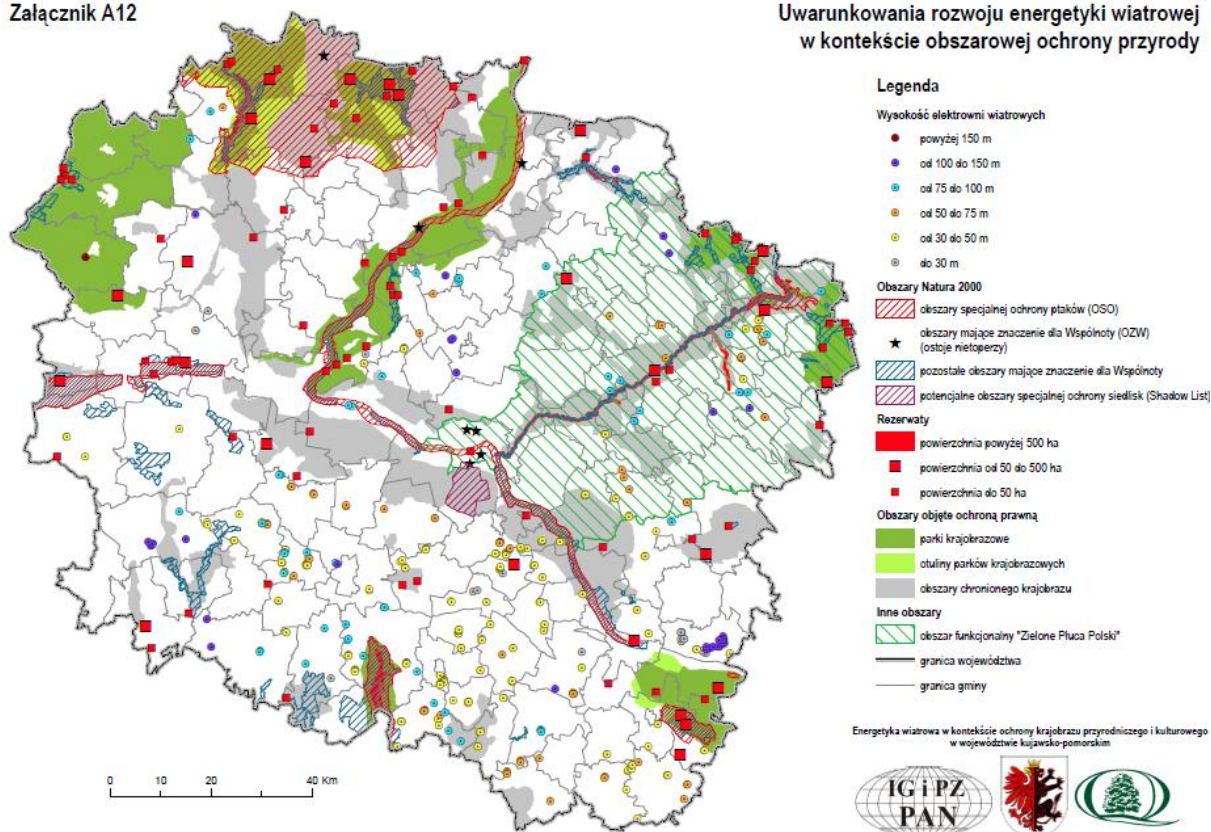 Załącznik A12
Uwarunkowania rozwoju energetyki wiatrowej
w kontekście obszarowej ochrony przyrody
Legenda
Wysokość elektrowni wiatrowych
powyżej 150 m
od 100 do 150 m
od 75 do 100 m
od 50 do 75 m
od 30 do 50 m
do 30 m
Obszary Natura 2000
obszary specjalnej ochrony ptaków (OSO)
obszary mające znaczenie dla Wspólnoty (OZW)
(ostoje nietoperzy)
pozostałe obszary mające znaczenie dla Wspólnoty
potencjalne obszary specjalnej ochrony siedlisk (Shadow List)
Rezerwaty
powierzchnia powyżej 500 ha
powierzchnia od 50 do 500 ha
powierzchnia do 50 ha
Obszary objęte ochroną prawną
parki krajobrazowe
otuliny parków krajobrazowych
obszary chronionego krajobrazu
Inne obszary
obszar funkcjonalny "Zielone Płuca Polski"
granica województwa
granica gminy
Energetyka wiatrowa w kontekście ochrony krajobrazu przyrodniczego i kulturowego
w województwie kujawsko-pomorskim
0 10 20 40 Km
IG i PZ
PAN